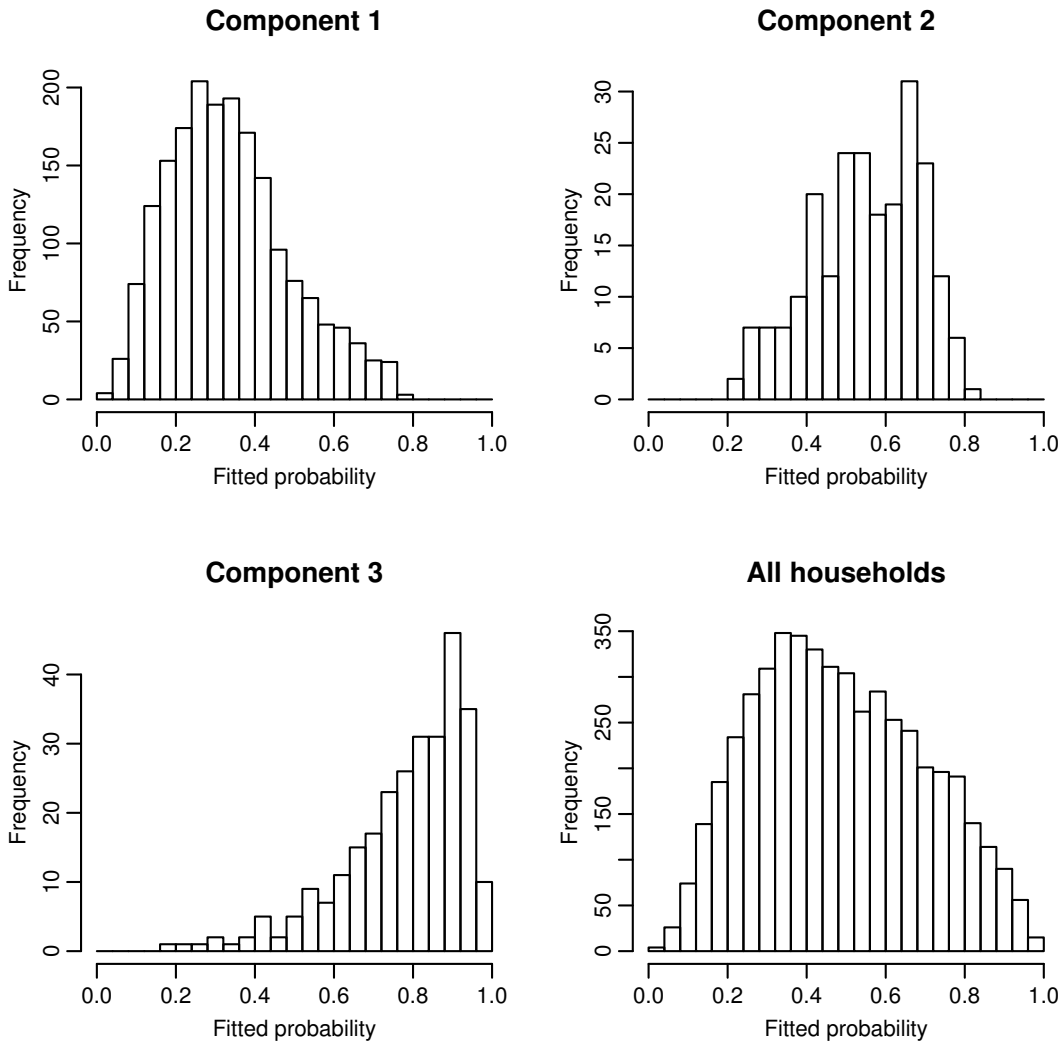 Component 1
Frequency
0 50 100 150 200
0.0 0.2 0.4 0.6 0.8 1.0
Fitted probability
Component 2
Frequency
0 5 10 15 20 25 30
0.0 0.2 0.4 0.6 0.8 1.0
Fitted probability
Component 3
Frequency
0 10 20 30 40
0.0 0.2 0.4 0.6 0.8 1.0
Fitted probability
All households
Frequency
0 50 150 250 350
0.0 0.2 0.4 0.6 0.8 1.0
Fitted probability